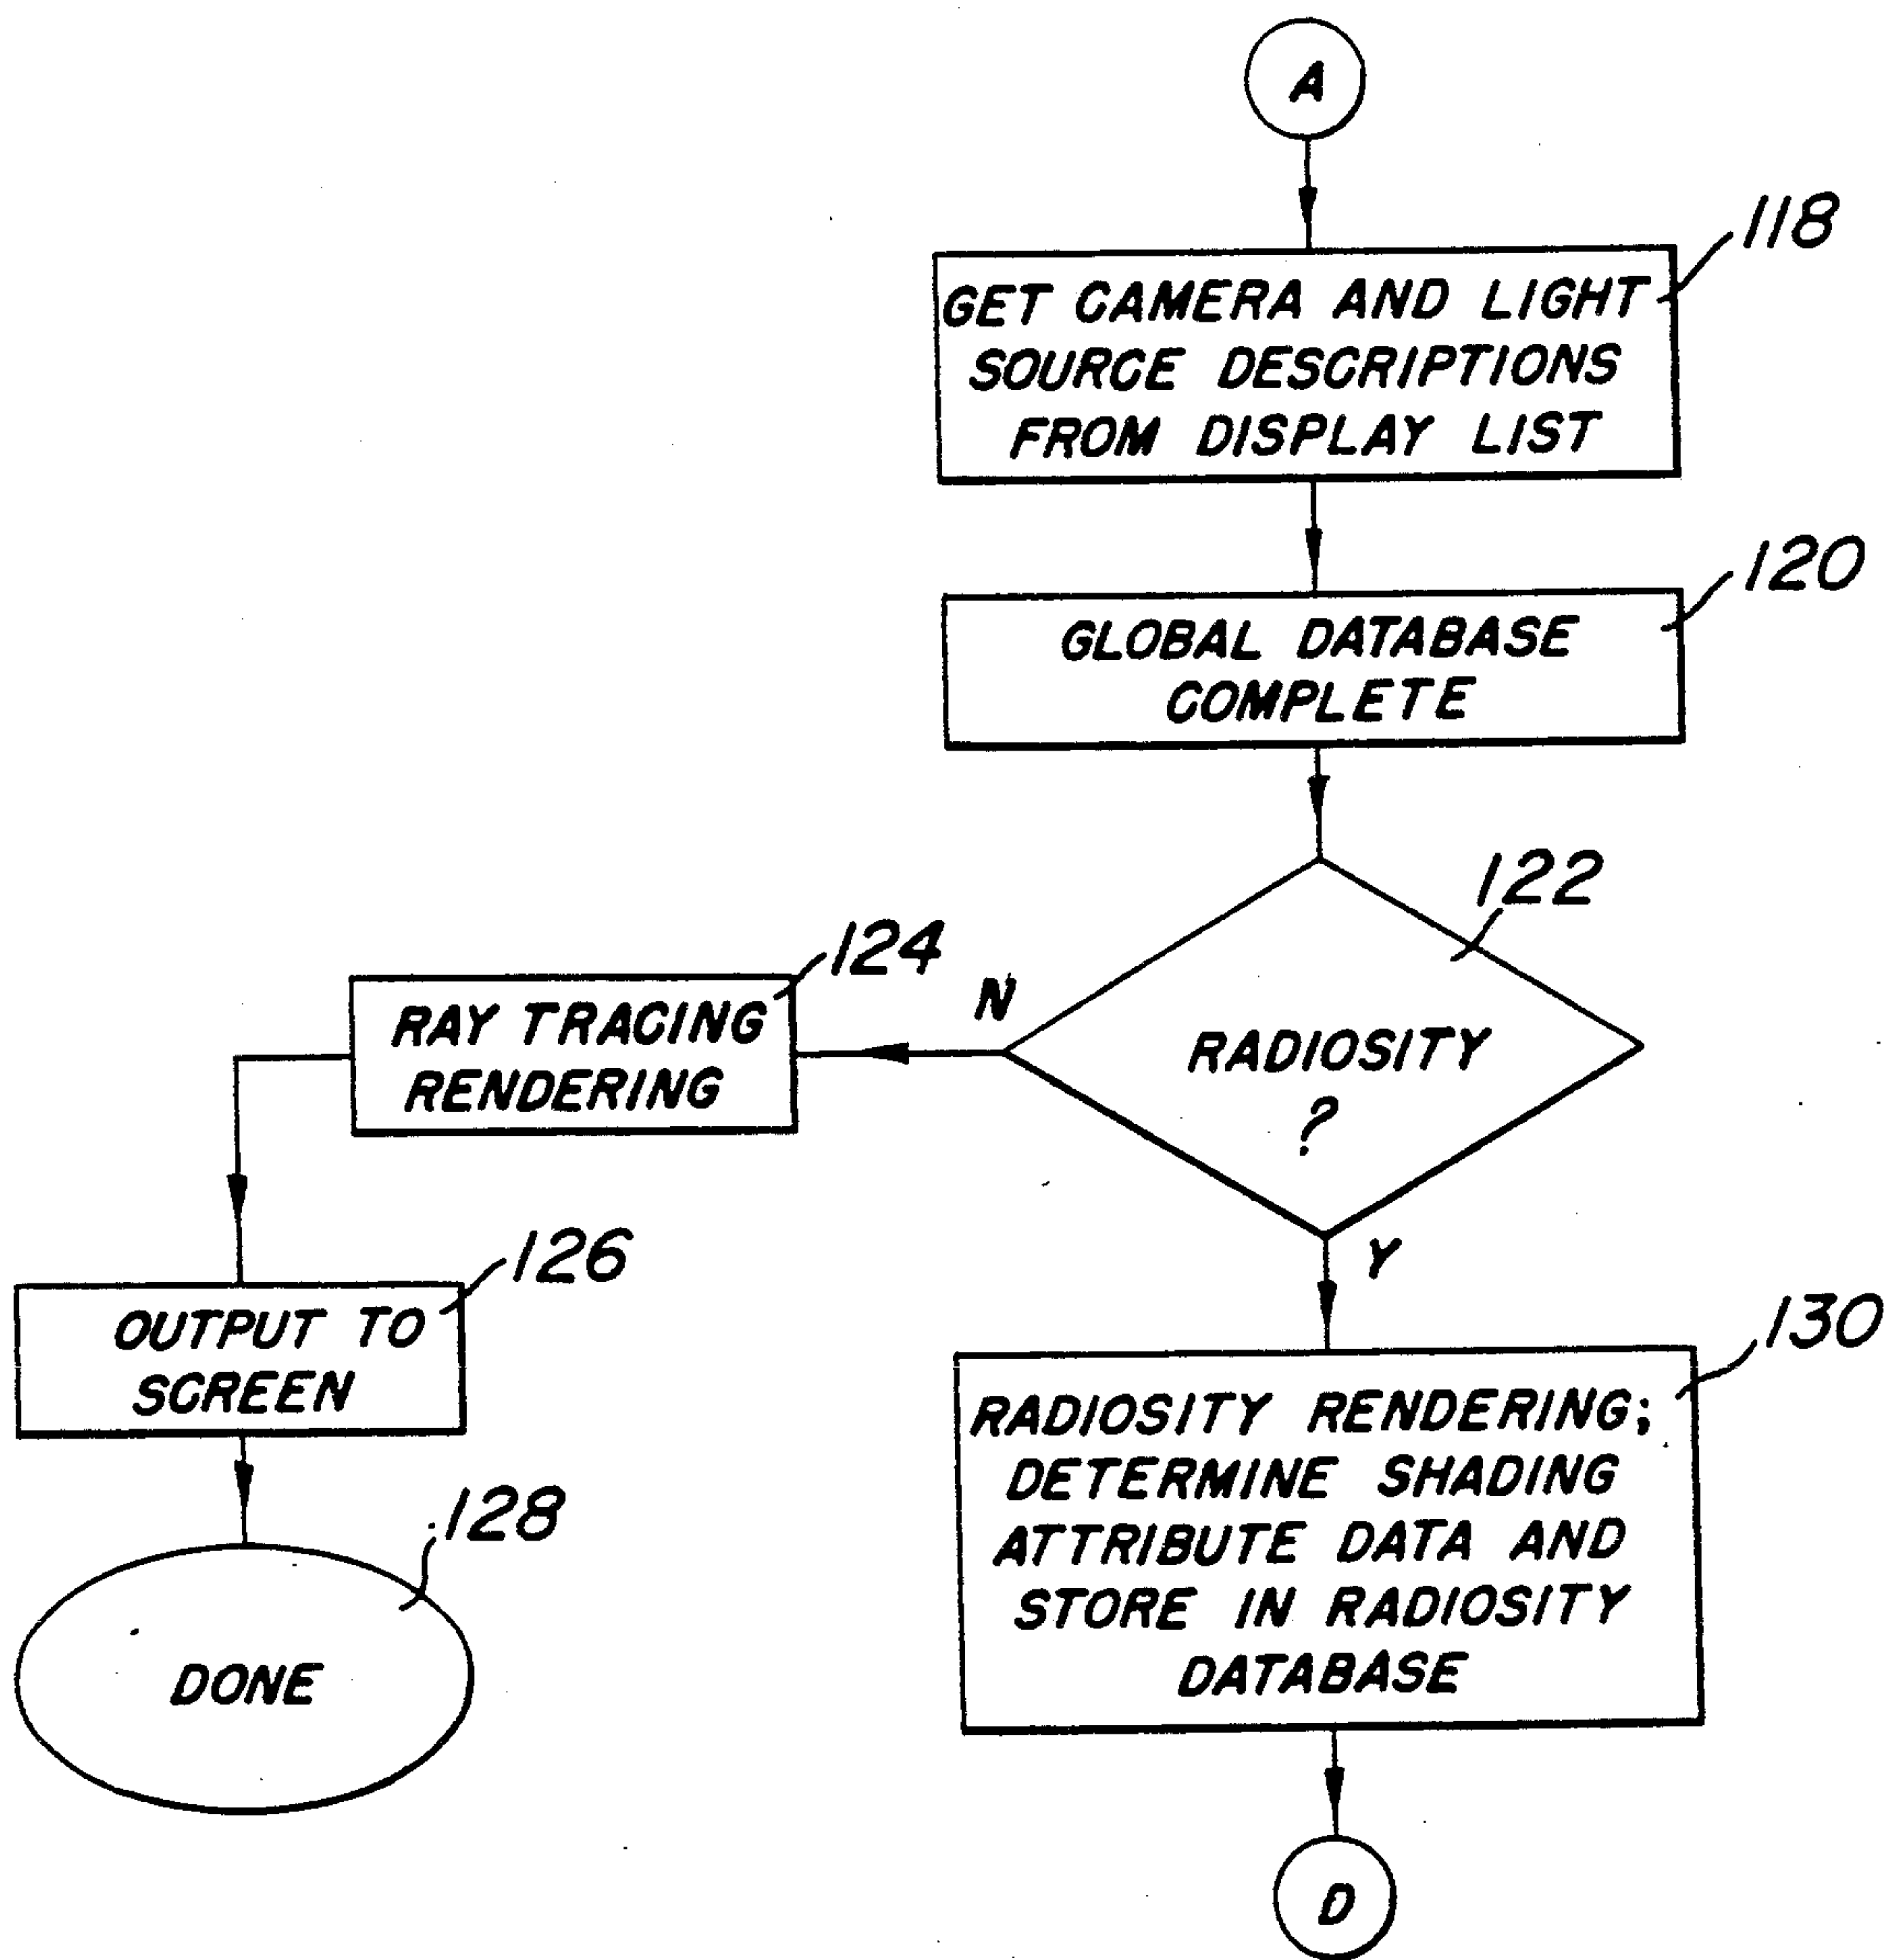 A
118
GET CAMERA AND LIGHT
SOURCE DESCRIPTIONS
FROM DISPLAY LIST
120
GLOBAL DATABASE
COMPLETE
122
RADIOSITY
?
N
124
RAY TRACING
RENDERING
126
OUTPUT TO
SCREEN
128
DONE
Y
130
RADIOSITY RENDERING;
DETERMINE SHADING
ATTRIBUTE DATA AND
STORE IN RADIOSITY
DATABASE
D